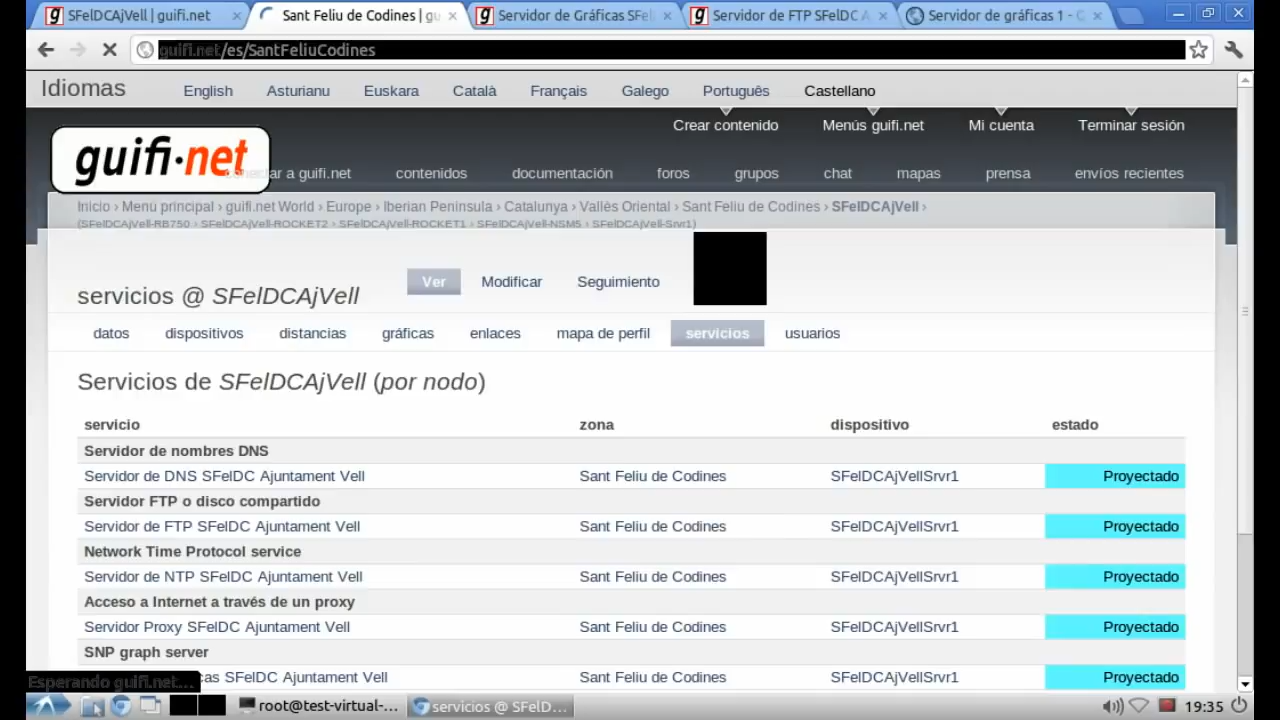 SFelDCAjVell | guifi.net
Sant Feliu de Codines | gu
Servidor de Gráficas SFel
Servidor de FTP SFelDC A
Servidor de gráficas 1 - C
guifi.net/es/SantFeliuCodines
Idiomas English Asturianu Euskara Català Français Galego Português Castellano
Crear contenido Menús guifi.net Mi cuenta Terminar sesión
guifi·net
conectar a guifi.net contenidos documentación foros grupos chat mapas prensa envíos recientes
Inicio › Menú principal › guifi.net World › Europe › Iberian Peninsula › Catalunya › Vallès Oriental › Sant Feliu de Codines › SFelDCAjVell ›
(SFelDCAjVell-RB750 › SFelDCAjVell-ROCKET2 › SFelDCAjVell-ROCKET1 › SFelDCAjVell-NSM5 › SFelDCAjVell-Srvr1)
servicios @ SFelDCAjVell Ver Modificar Seguimiento
datos dispositivos distancias gráficas enlaces mapa de perfil servicios usuarios
Servicios de SFelDCAjVell (por nodo)
servicio zona dispositivo estado
Servidor de nombres DNS
Servidor de DNS SFelDC Ajuntament Vell Sant Feliu de Codines SFelDCAjVellSrvr1 Proyectado
Servidor FTP o disco compartido
Servidor de FTP SFelDC Ajuntament Vell Sant Feliu de Codines SFelDCAjVellSrvr1 Proyectado
Network Time Protocol service
Servidor de NTP SFelDC Ajuntament Vell Sant Feliu de Codines SFelDCAjVellSrvr1 Proyectado
Acceso a Internet a través de un proxy
Servidor Proxy SFelDC Ajuntament Vell Sant Feliu de Codines SFelDCAjVellSrvr1 Proyectado
SNP graph server
cas SFelDC Ajuntament Vell Sant Feliu de Codines SFelDCAjVellSrvr1 Proyectado
Esperando guifi.net...
root@test-virtual-... servicios @ SFelD... 19:35